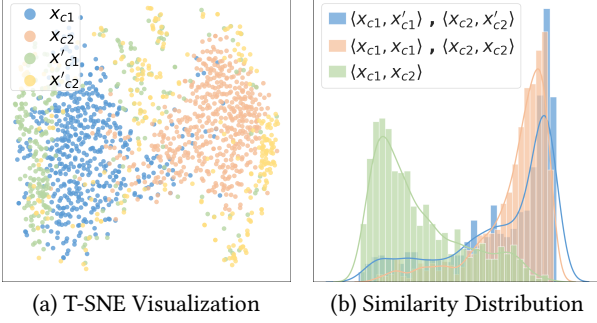 x_{c1}
x_{c2}
x'_{c1}
x'_{c2}
(a) T-SNE Visualization
⟨x_{c1}, x'_{c1}⟩ , ⟨x_{c2}, x'_{c2}⟩
⟨x_{c1}, x_{c1}⟩ , ⟨x_{c2}, x_{c2}⟩
⟨x_{c1}, x_{c2}⟩
(b) Similarity Distribution